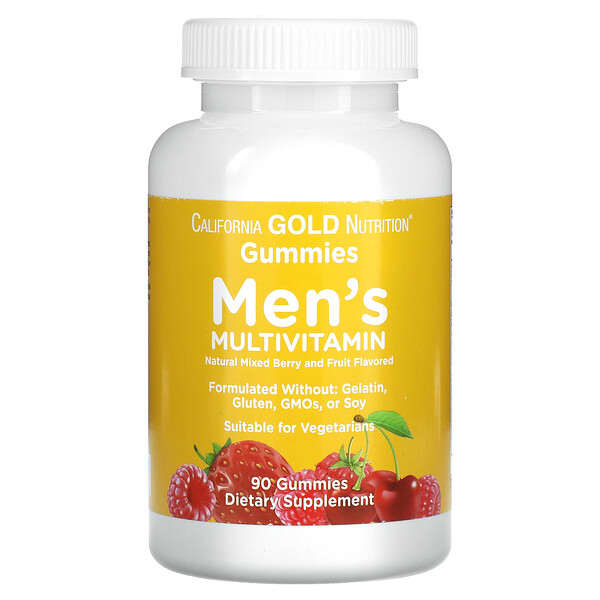 CALIFORNIA GOLD NUTRITION®
Gummies
Men's
MULTIVITAMIN
Natural Mixed Berry and Fruit Flavored
Formulated Without: Gelatin,
Gluten, GMOs, or Soy
Suitable for Vegetarians
90 Gummies
Dietary Supplement